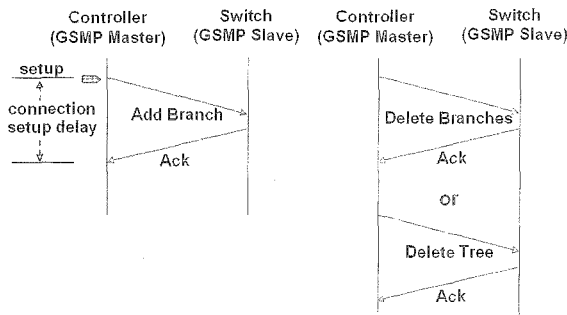 Controller
(GSMP Master)
Switch
(GSMP Slave)
setup
connection
setup delay
Add Branch
Ack
Controller
(GSMP Master)
Switch
(GSMP Slave)
Delete Branches
Ack
or
Delete Tree
Ack